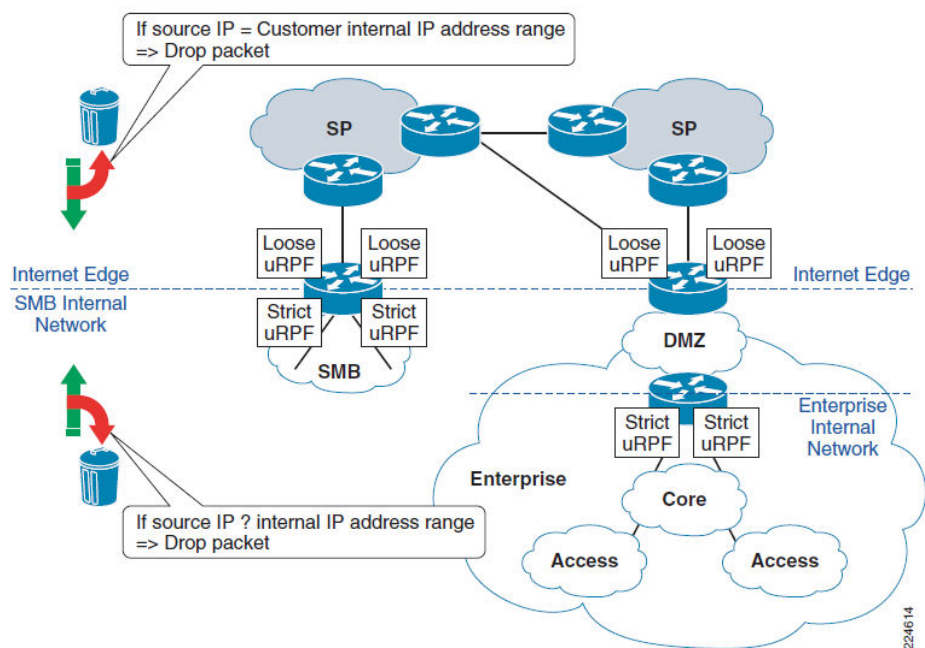 If source IP = Customer internal IP address range
=> Drop packet
SP
SP
Loose
uRPF
Loose
uRPF
Loose
uRPF
Loose
uRPF
Internet Edge
Internet Edge
SMB Internal
Network
Strict
uRPF
Strict
uRPF
SMB
DMZ
Strict
uRPF
Strict
uRPF
Enterprise
Internal
Network
Enterprise
Core
If source IP ? internal IP address range
=> Drop packet
Access
Access
224614